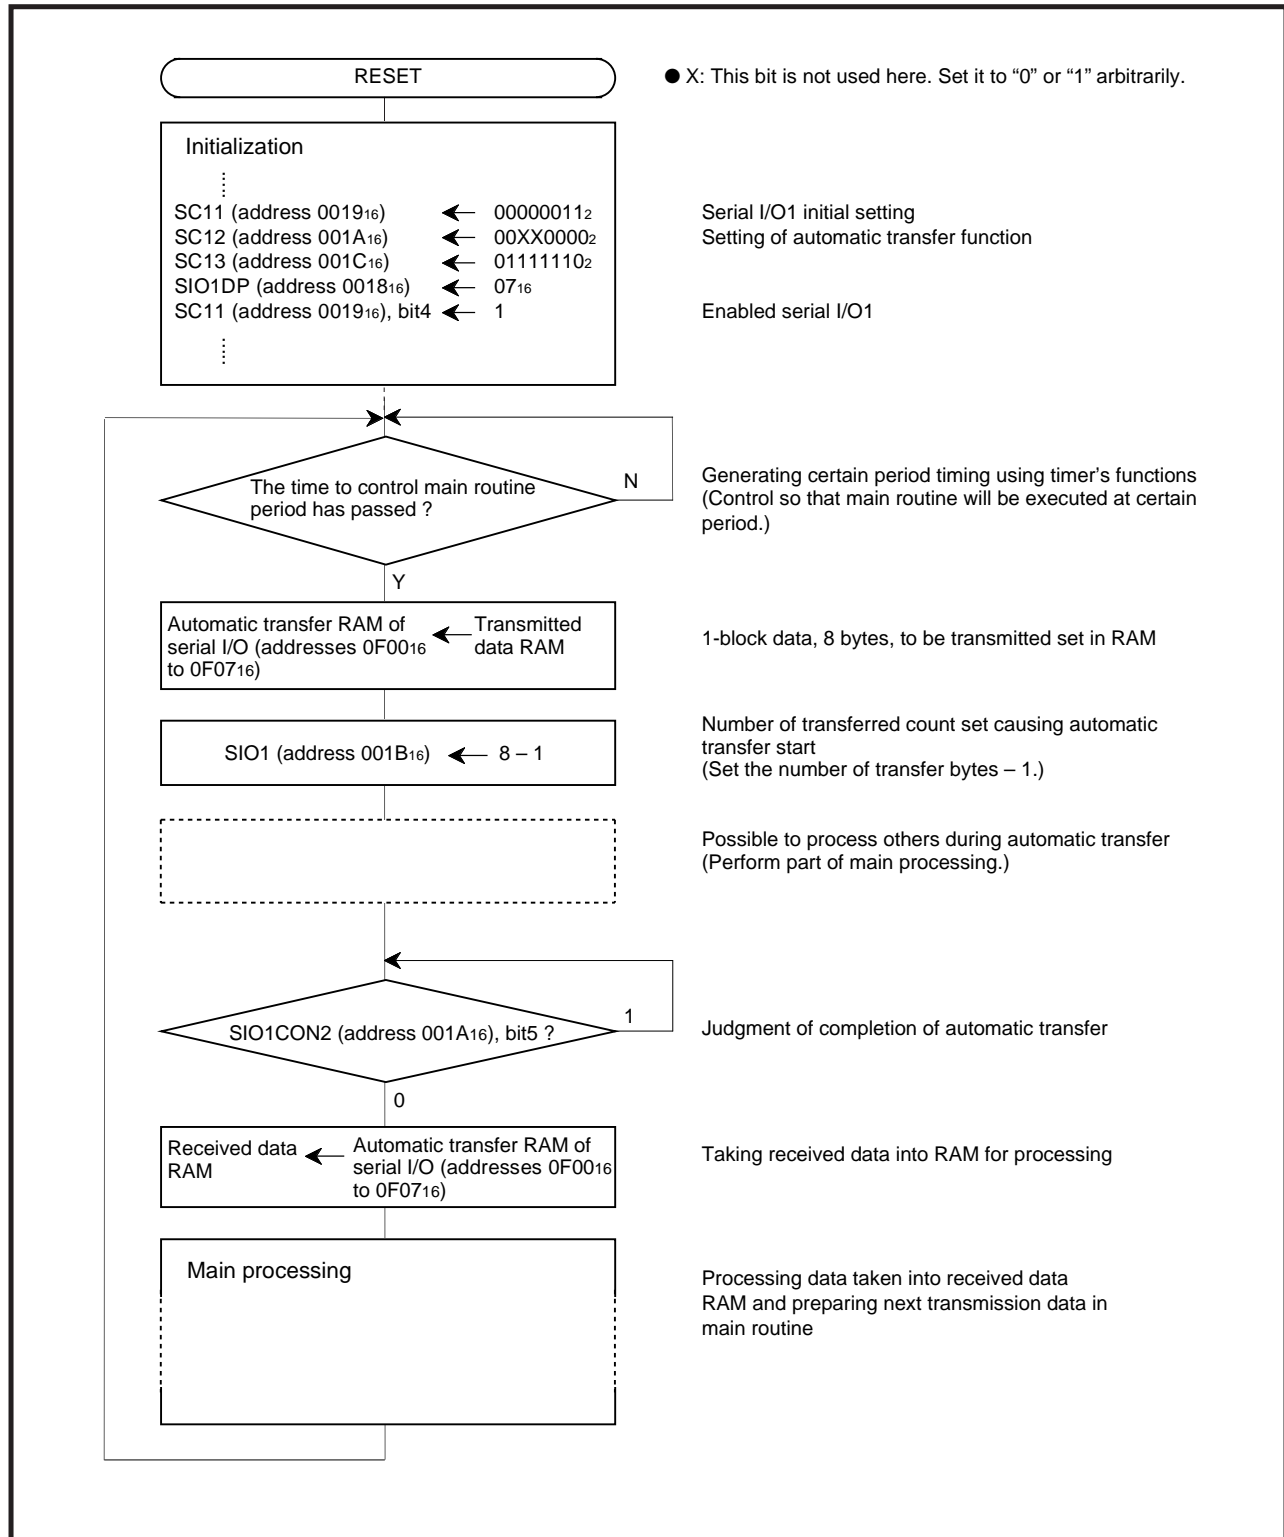 RESET
● X: This bit is not used here. Set it to “0” or “1” arbitrarily.
Initialization
SC11 (address 0019₁₆) ← 00000011₂
Serial I/O1 initial setting
SC12 (address 001A₁₆) ← 00XX0000₂
Setting of automatic transfer function
SC13 (address 001C₁₆) ← 01111110₂
SIO1DP (address 0018₁₆) ← 07₁₆
SC11 (address 0019₁₆), bit4 ← 1
Enabled serial I/O1
The time to control main routine
period has passed ?
N
Y
Generating certain period timing using timer’s functions
(Control so that main routine will be executed at certain
period.)
Automatic transfer RAM of
serial I/O (addresses 0F00₁₆
to 0F07₁₆)
← Transmitted
data RAM
1-block data, 8 bytes, to be transmitted set in RAM
SIO1 (address 001B₁₆) ← 8 – 1
Number of transferred count set causing automatic
transfer start
(Set the number of transfer bytes – 1.)
Possible to process others during automatic transfer
(Perform part of main processing.)
SIO1CON2 (address 001A₁₆), bit5 ?
1
0
Judgment of completion of automatic transfer
Received data
RAM
← Automatic transfer RAM of
serial I/O (addresses 0F00₁₆
to 0F07₁₆)
Taking received data into RAM for processing
Main processing
Processing data taken into received data
RAM and preparing next transmission data in
main routine